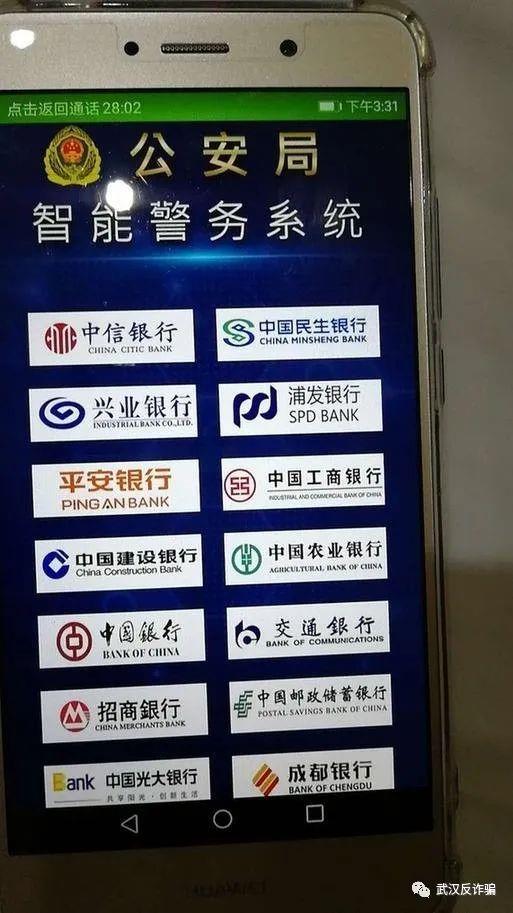 点击返回通话 28:02
下午3:31
公安局
智能警务系统
中信银行
CHINA CITIC BANK
中国民生银行
CHINA MINSHENG BANK
兴业银行
INDUSTRIAL BANK CO.,LTD.
浦发银行
SPD BANK
平安银行
PING AN BANK
中国工商银行
INDUSTRIAL AND COMMERCIAL BANK OF CHINA
中国建设银行
China Construction Bank
中国农业银行
AGRICULTURAL BANK OF CHINA
中国银行
BANK OF CHINA
交通銀行
BANK OF COMMUNICATIONS
招商銀行
CHINA MERCHANTS BANK
中国邮政储蓄银行
POSTAL SAVINGS BANK OF CHINA
Bank 中国光大银行
共享阳光·创新生活
成都银行
BANK OF CHENGDU
HUAWEI
武汉反诈骗